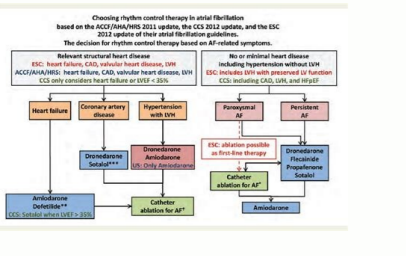 Choosing rhythm control therapy in atrial fibrillation
based on the ACCF/AHA/HRS 2011 update, the CCS 2012 update, and the ESC
2012 update of their atrial fibrillation guidelines.
The decision for rhythm control therapy based on AF-related symptoms.
Relevant structural heart disease
ESC: heart failure, CAD, valvular heart disease, LVH
ACCF/AHA/HRS: heart failure, CAD, valvular heart disease, LVH
CCS only considers heart failure or LVEF < 35%
No or minimal heart disease
including hypertension without LVH
ESC: includes LVH with preserved LV function
CCS: including CAD, LVH, and HFpEF
Heart failure
Coronary artery
disease
Hypertension
with LVH
Paroxysmal
AF
Persistent
AF
ESC: ablation possible
as first-line therapy
Dronedarone
Sotalol***
Dronedarone
Amiodarone
US: Only Amiodarone
Dronedarone
Flecainide
Propafenone
Sotalol
Catheter
ablation for AF*
Amiodarone
Dofetilide**
CCS: Sotalol when LVEF > 35%
Catheter
ablation for AF†
Amiodarone